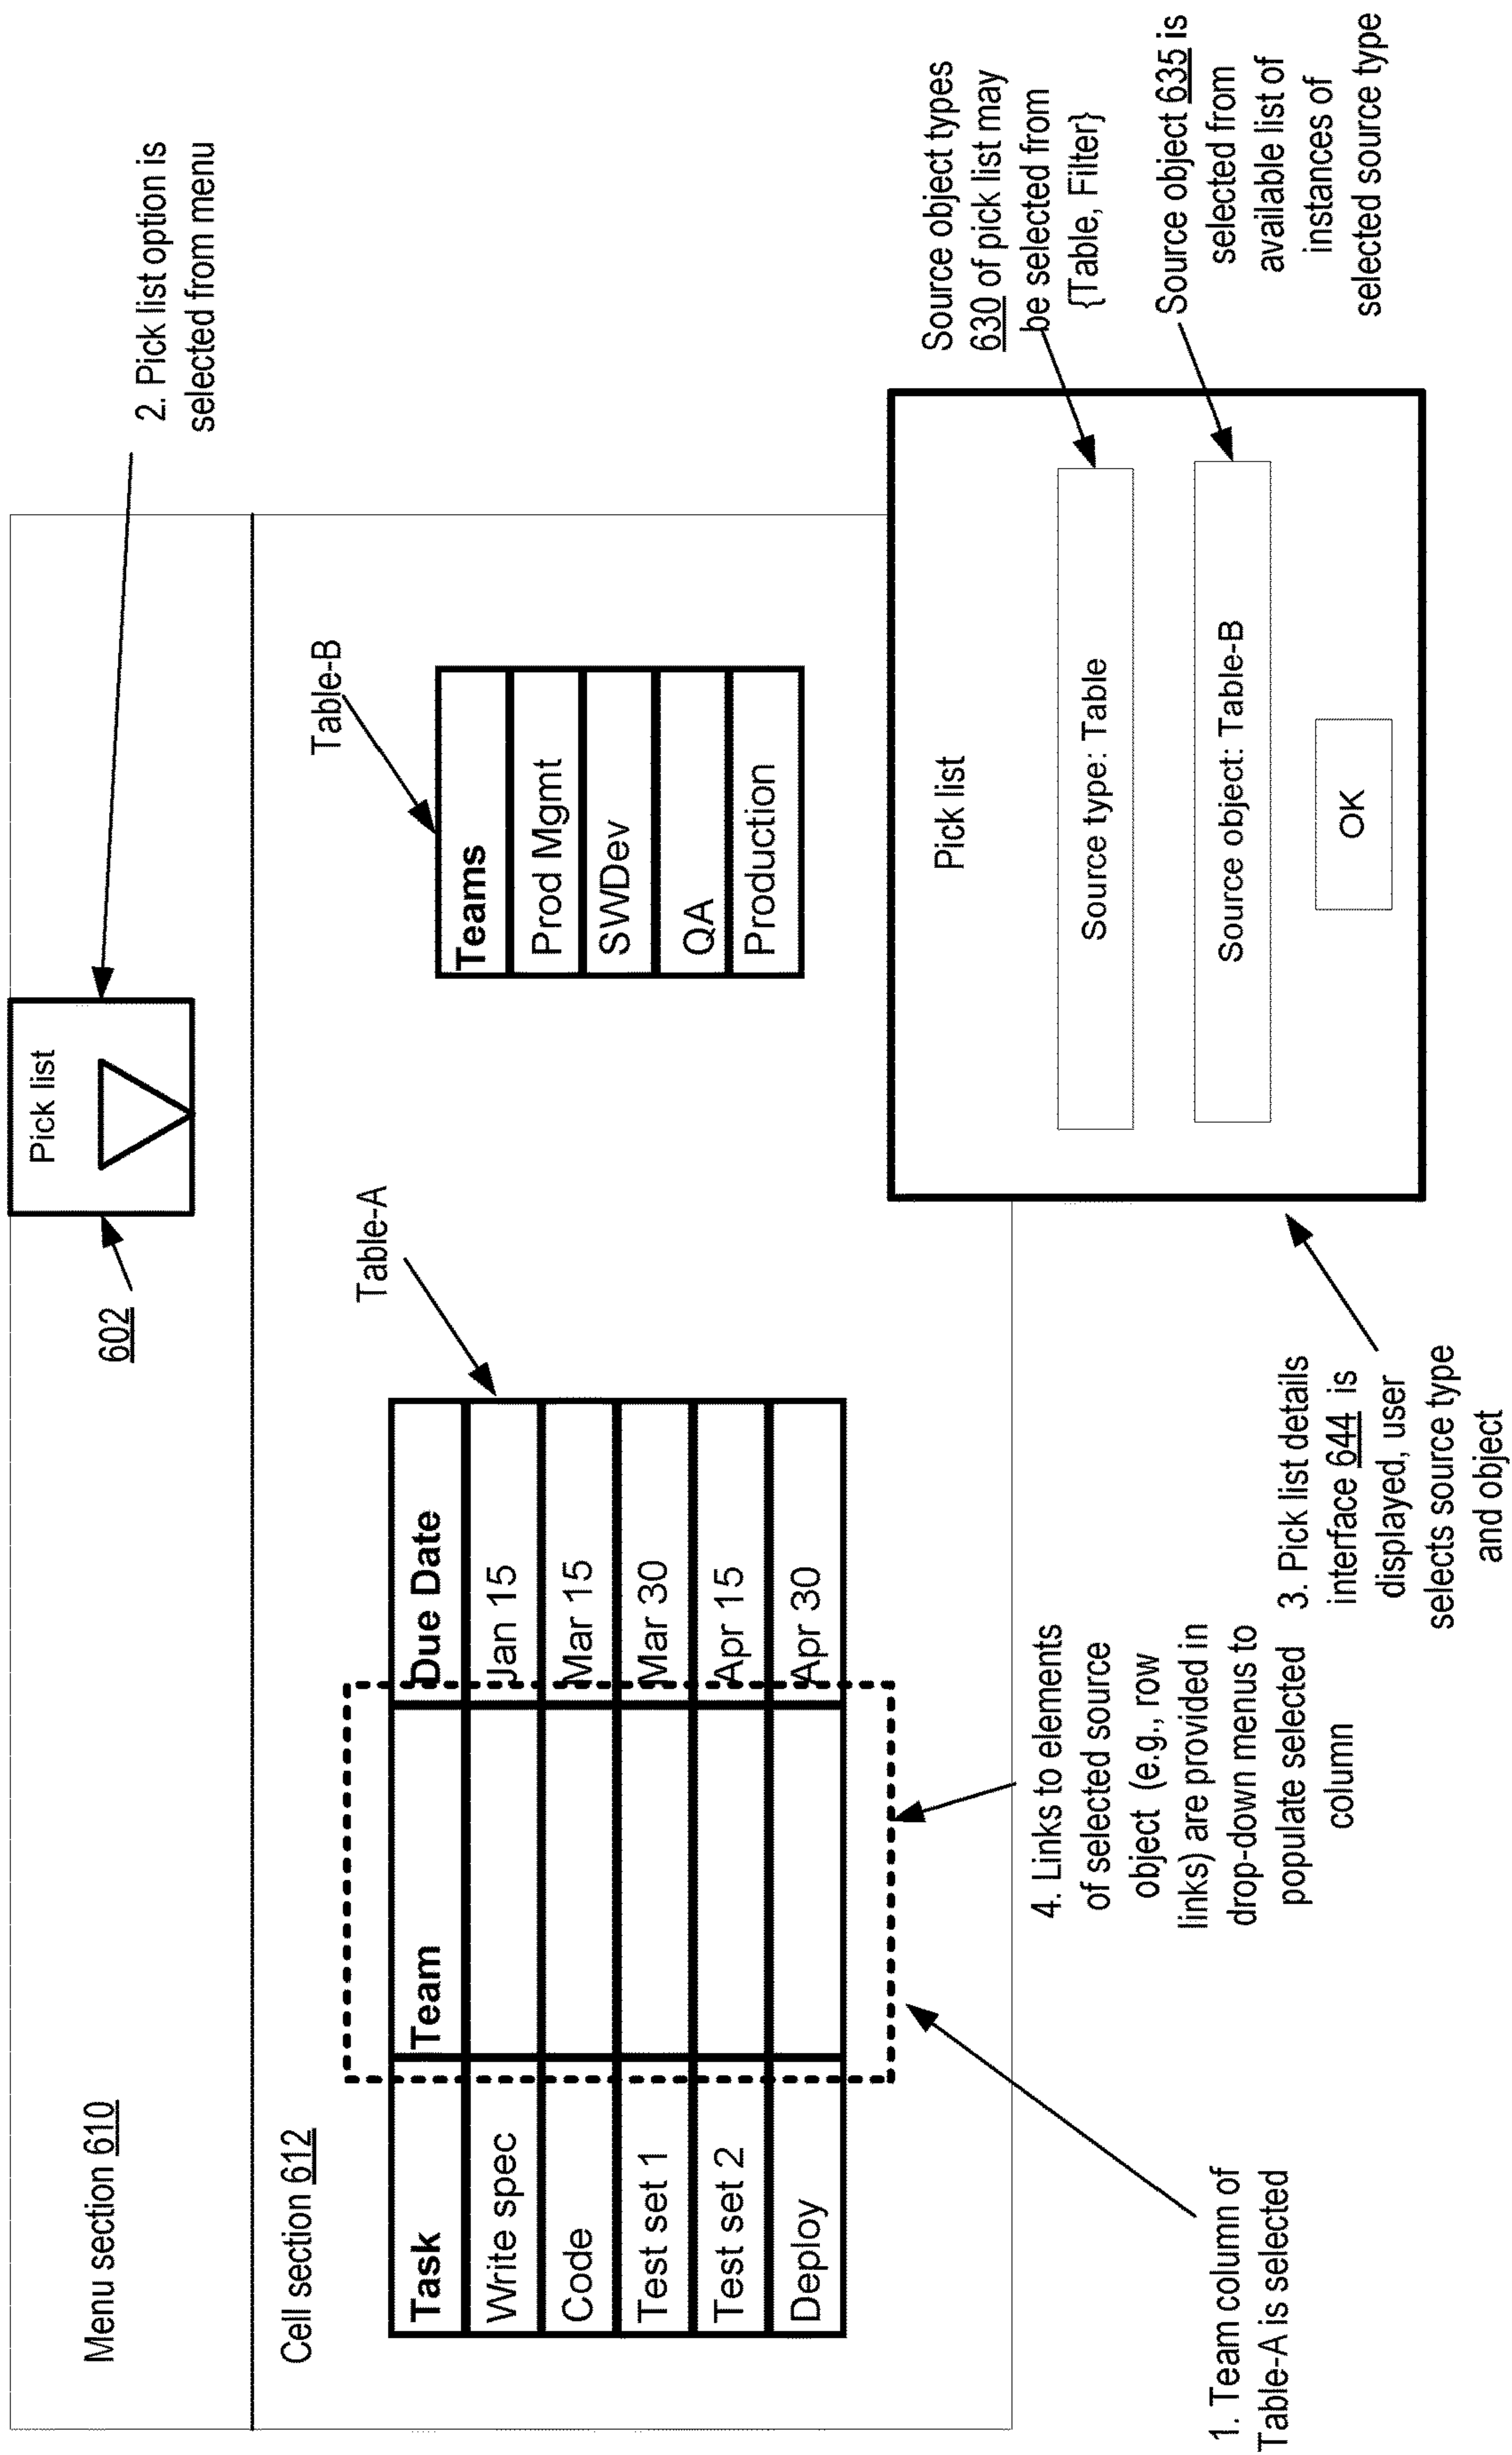 Menu section 610
Pick list
602
2. Pick list option is
selected from menu
Cell section 612
Table-A
Table-B
Task Team Due Date
Write spec Jan 15
Code Mar 15
Test set 1 Mar 30
Test set 2 Apr 15
Deploy Apr 30
Teams
Prod Mgmt
SWDev
QA
Production
1. Team column of
Table-A is selected
4. Links to elements
of selected source
object (e.g., row
links) are provided in
drop-down menus to
populate selected
column
3. Pick list details
interface 644 is
displayed, user
selects source type
and object
Pick list
Source type: Table
Source object: Table-B
OK
Source object types
630 of pick list may
be selected from
{Table, Filter}
Source object 635 is
selected from
available list of
instances of
selected source type